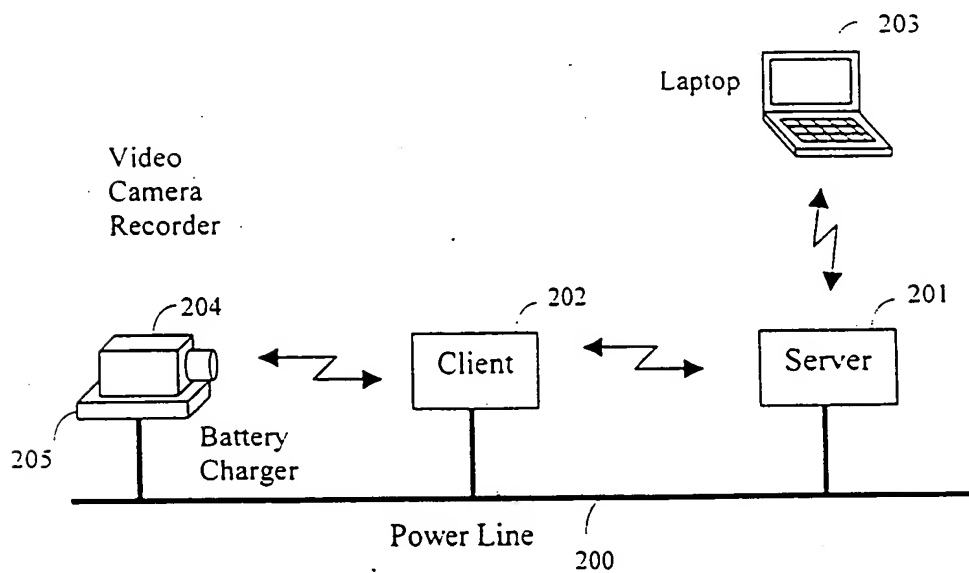 203
Laptop
Video
Camera
Recorder
204
202
201
Client
Server
205
Battery
Charger
Power Line
200